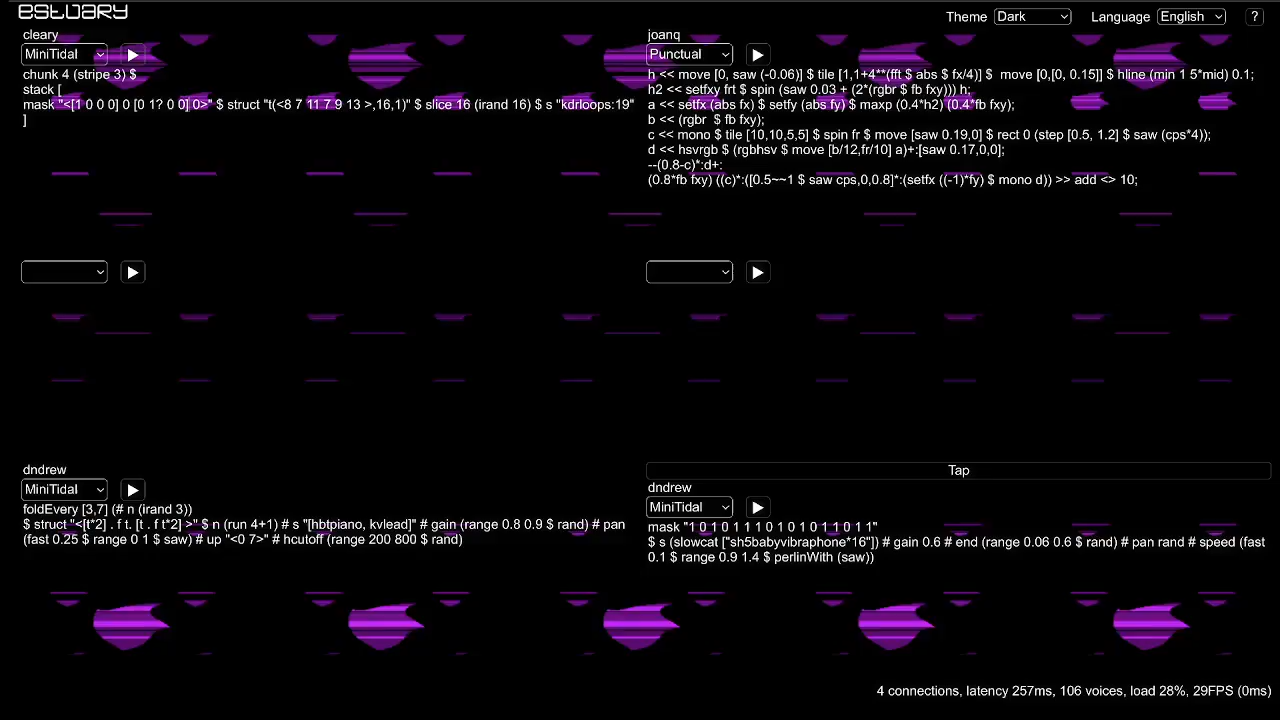 estuary
Theme Dark Language English ?
cleary
MiniTidal
chunk 4 (stripe 3) $
stack [
mask "<[1 0 0 0] 0 [0 1? 0 0] 0>" $ struct "t(<8 7 11 7 9 13 >,16,1)" $ slice 16 (irand 16) $ s "kdrloops:19"
]
joanq
Punctual
h << move [0, saw (-0.06)] $ tile [1,1+4**(fft $ abs $ fx/4)] $  move [0,[0, 0.15]] $ hline (min 1 5*mid) 0.1;
h2 << setfxy frt $ spin (saw 0.03 + (2*(rgbr $ fb fxy))) h;
a << setfx (abs fx) $ setfy (abs fy) $ maxp (0.4*h2) (0.4*fb fxy);
b << (rgbr  $ fb fxy);
c << mono $ tile [10,10,5,5] $ spin fr $ move [saw 0.19,0] $ rect 0 (step [0.5, 1.2] $ saw (cps*4));
d << hsvrgb $ (rgbhsv $ move [b/12,fr/10] a)+:[saw 0.17,0,0];
--(0.8-c)*:d+:
(0.8*fb fxy) ((c)*:([0.5~~1 $ saw cps,0,0.8]*:(setfx ((-1)*fy) $ mono d)) >> add <> 10;
dndrew
MiniTidal
foldEvery [3,7] (# n (irand 3))
$ struct "<[t*2] . f t. [t . f t*2] >" $ n (run 4+1) # s "[hbtpiano, kvlead]" # gain (range 0.8 0.9 $ rand) # pan
(fast 0.25 $ range 0 1 $ saw) # up "<0 7>" # hcutoff (range 200 800 $ rand)
Tap
dndrew
MiniTidal
mask "1 0 1 0 1 1 1 0 1 0 1 0 1 1 0 1 1"
$ s (slowcat ["sh5babyvibraphone*16"]) # gain 0.6 # end (range 0.06 0.6 $ rand) # pan rand # speed (fast
0.1 $ range 0.9 1.4 $ perlinWith (saw))
4 connections, latency 257ms, 106 voices, load 28%, 29FPS (0ms)